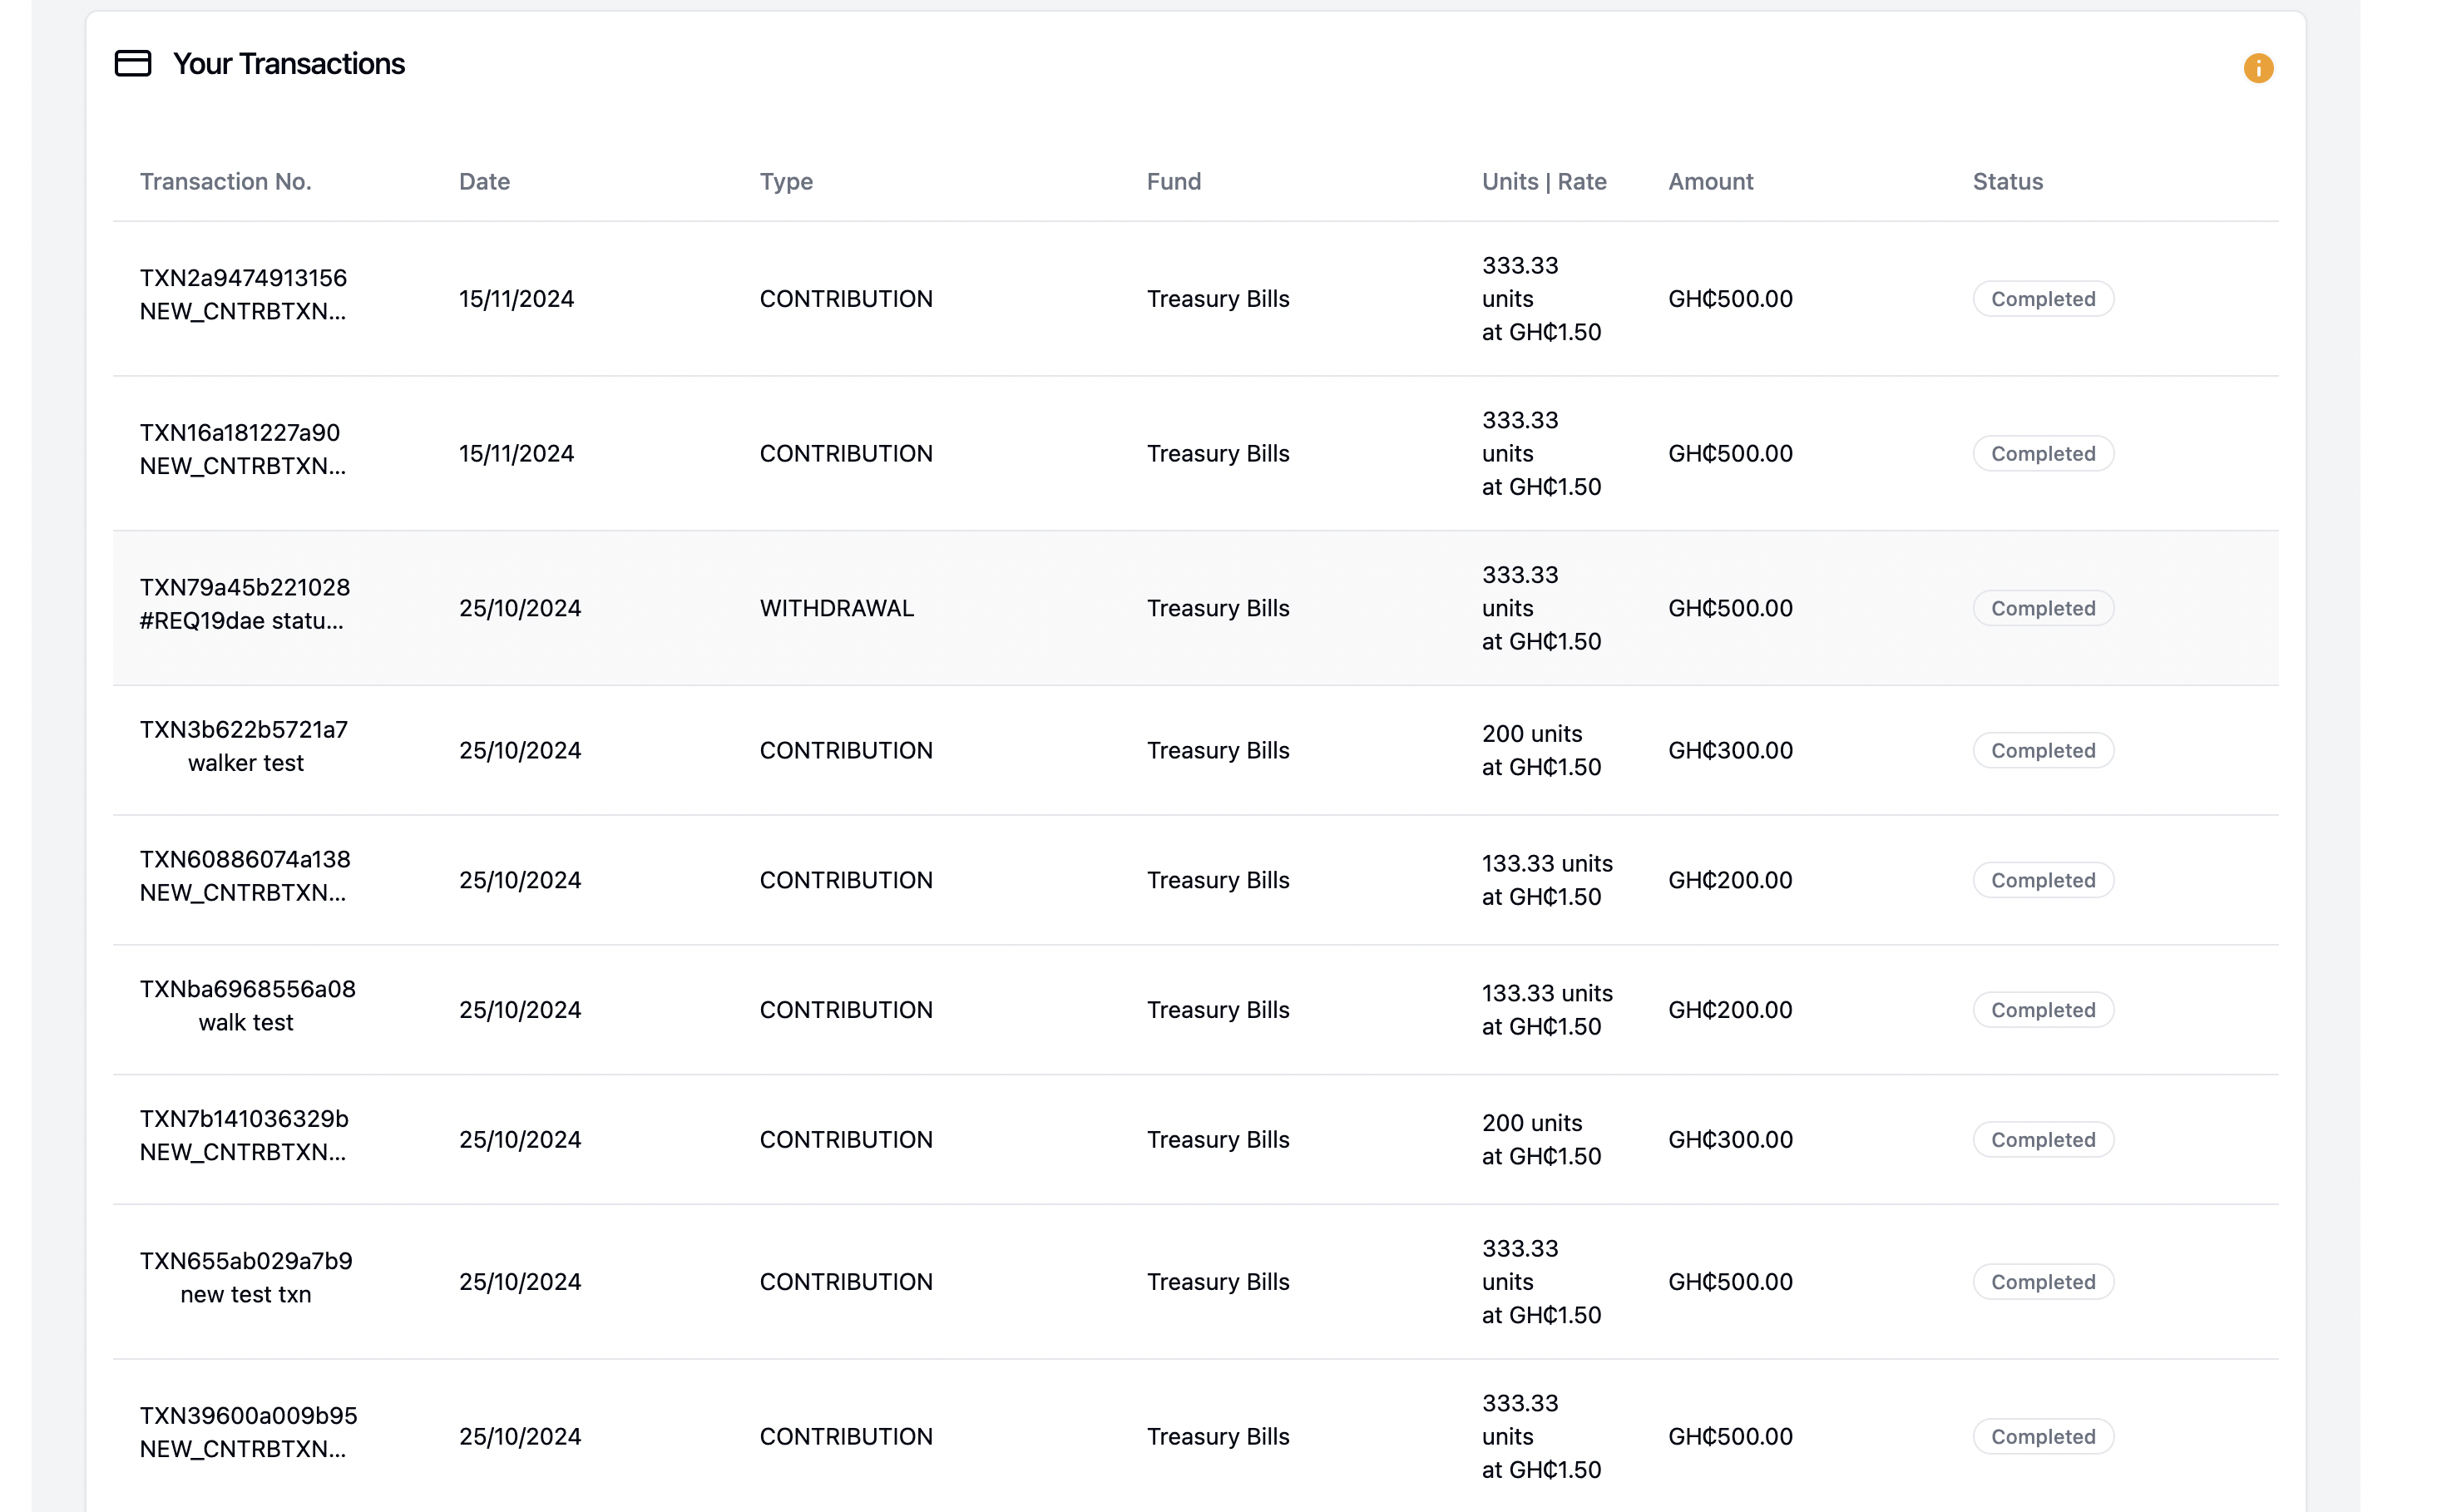 Your Transactions
Transaction No. Date Type Fund Units | Rate Amount Status
TXN2a9474913156
NEW_CNTRBTXN...
15/11/2024
CONTRIBUTION
Treasury Bills
333.33
units
at GH₵1.50
GH₵500.00
Completed
TXN16a181227a90
NEW_CNTRBTXN...
15/11/2024
CONTRIBUTION
Treasury Bills
333.33
units
at GH₵1.50
GH₵500.00
Completed
TXN79a45b221028
#REQ19dae statu...
25/10/2024
WITHDRAWAL
Treasury Bills
333.33
units
at GH₵1.50
GH₵500.00
Completed
TXN3b622b5721a7
walker test
25/10/2024
CONTRIBUTION
Treasury Bills
200 units
at GH₵1.50
GH₵300.00
Completed
TXN60886074a138
NEW_CNTRBTXN...
25/10/2024
CONTRIBUTION
Treasury Bills
133.33 units
at GH₵1.50
GH₵200.00
Completed
TXNba6968556a08
walk test
25/10/2024
CONTRIBUTION
Treasury Bills
133.33 units
at GH₵1.50
GH₵200.00
Completed
TXN7b141036329b
NEW_CNTRBTXN...
25/10/2024
CONTRIBUTION
Treasury Bills
200 units
at GH₵1.50
GH₵300.00
Completed
TXN655ab029a7b9
new test txn
25/10/2024
CONTRIBUTION
Treasury Bills
333.33
units
at GH₵1.50
GH₵500.00
Completed
TXN39600a009b95
NEW_CNTRBTXN...
25/10/2024
CONTRIBUTION
Treasury Bills
333.33
units
at GH₵1.50
GH₵500.00
Completed